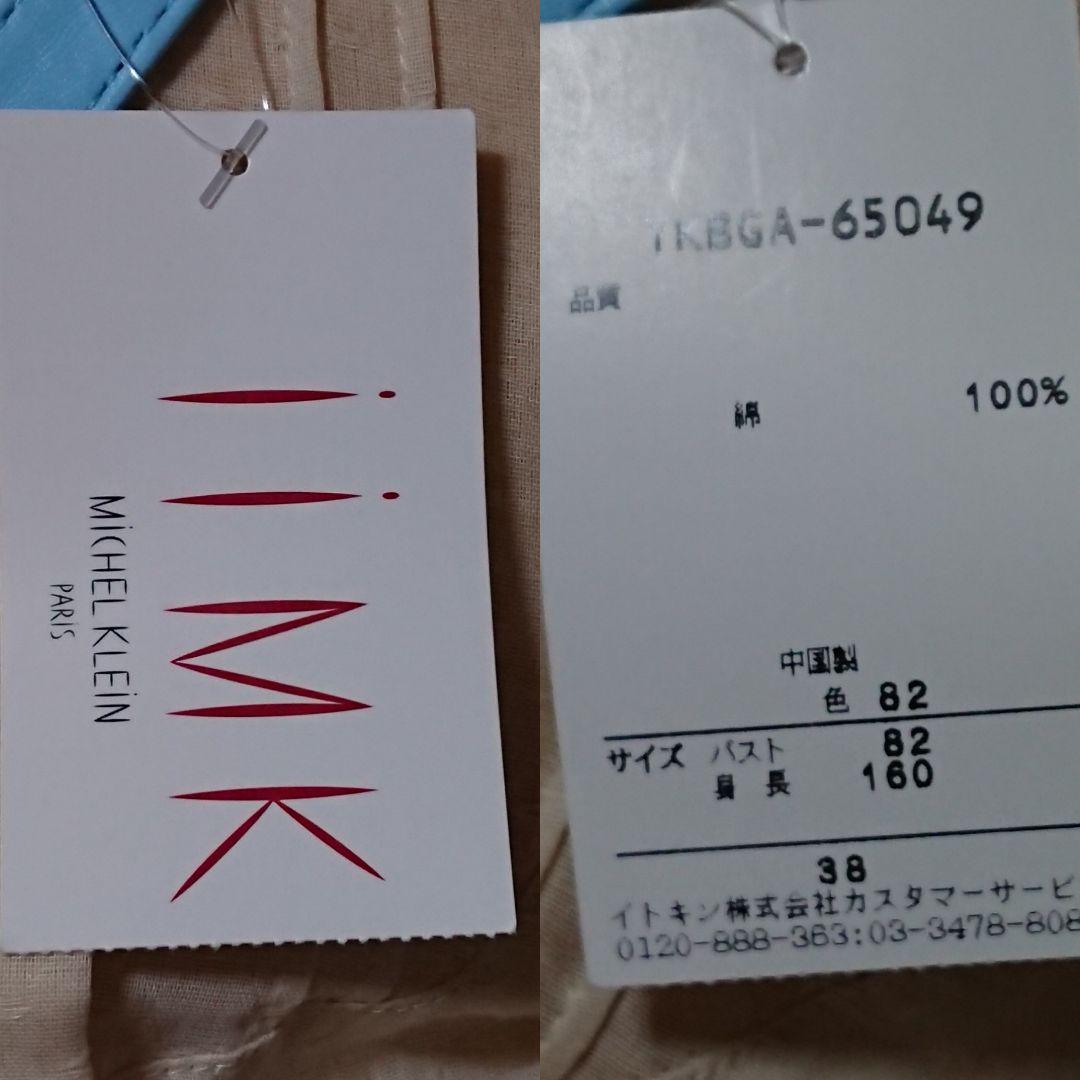 iiMK
MiCHEL KLEiN
PARiS
YKBGA-65049
品質
綿 100%
中国製
色 82
サイズ バスト 82
身長 160
38
イトキン株式会社カスタマーサービ
0120-888-363:03-3478-808